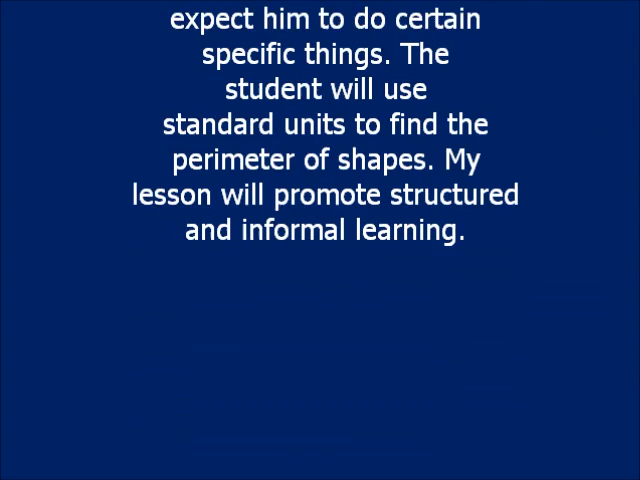 expect him to do certain
specific things. The
student will use
standard units to find the
perimeter of shapes. My
lesson will promote structured
and informal learning.